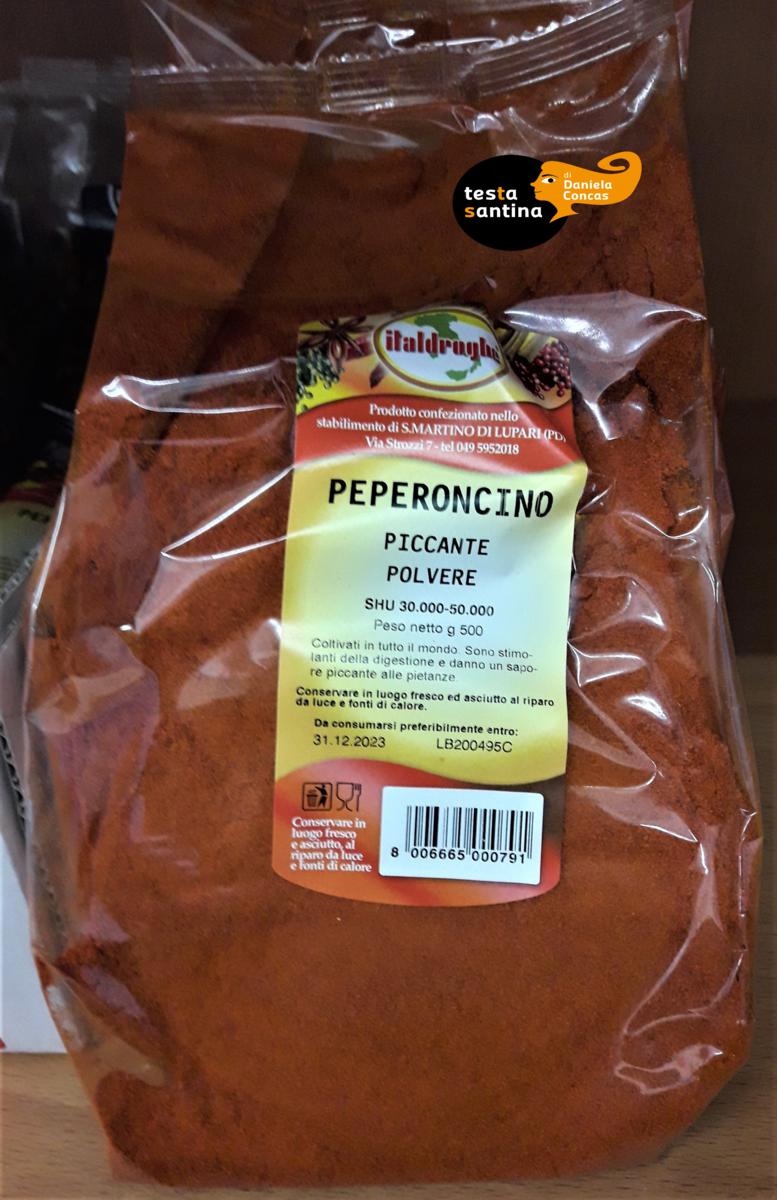 testa
santina
di
Daniela
Concas
italdroghe
Prodotto confezionato nello
stabilimento di S.MARTINO DI LUPARI (PD)
Via Strozzi 7 - tel 049 5952018
PEPERONCINO
PICCANTE
POLVERE
SHU 30.000-50.000
Peso netto g 500
Coltivati in tutto il mondo. Sono stimo-
lanti della digestione e danno un sapo-
re piccante alle pietanze.
Conservare in luogo fresco ed asciutto al riparo
da luce e fonti di calore.
Da consumarsi preferibilmente entro:
31.12.2023 LB200495C
Conservare in
luogo fresco
e asciutto, al
riparo da luce
e fonti di calore
8 006665 000791